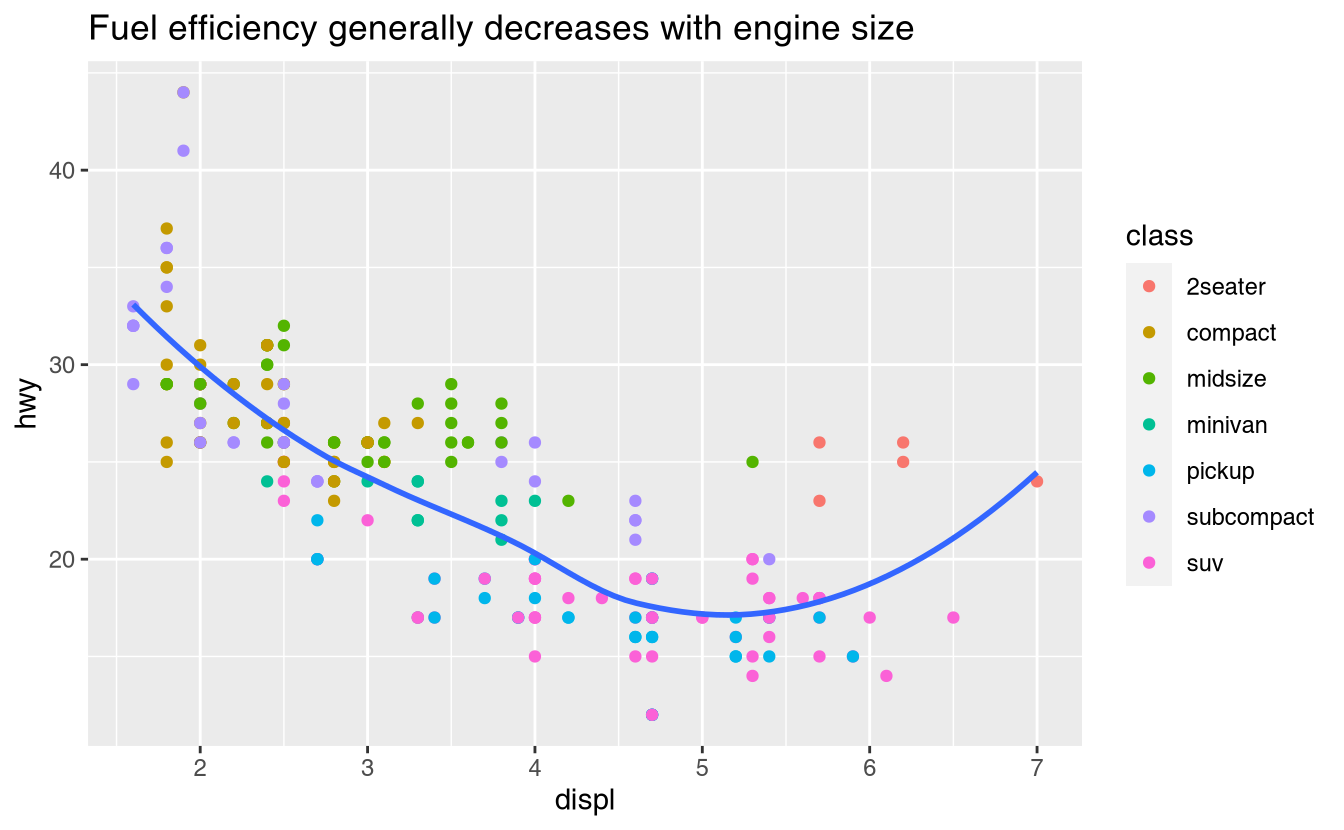 Fuel efficiency generally decreases with engine size
40
30
20
hwy
2 3 4 5 6 7
displ
class
2seater
compact
midsize
minivan
pickup
subcompact
suv